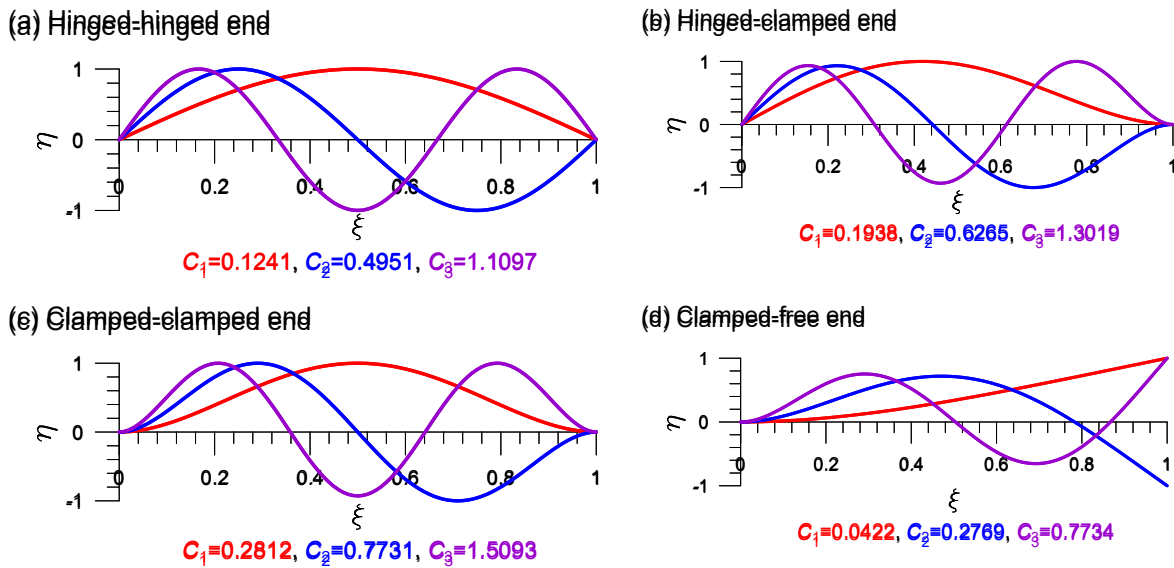 (a) Hinged-hinged end
1
0
-1
η
0 0.2 0.4 0.6 0.8 1
ξ
C₁=0.1241, C₂=0.4951, C₃=1.1097
(b) Hinged-clamped end
1
0
-1
η
0 0.2 0.4 0.6 0.8 1
ξ
C₁=0.1938, C₂=0.6265, C₃=1.3019
(c) Clamped-clamped end
1
0
-1
η
0 0.2 0.4 0.6 0.8 1
ξ
C₁=0.2812, C₂=0.7731, C₃=1.5093
(d) Clamped-free end
1
0
-1
η
0 0.2 0.4 0.6 0.8 1
ξ
C₁=0.0422, C₂=0.2769, C₃=0.7734